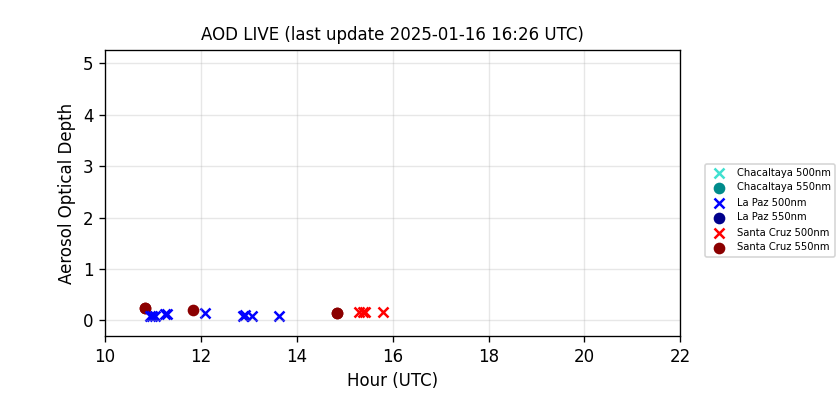 AOD LIVE (last update 2025-01-16 16:26 UTC)
5
4
3
2
1
0
Aerosol Optical Depth
10 12 14 16 18 20 22
Hour (UTC)
Chacaltaya 500nm
Chacaltaya 550nm
La Paz 500nm
La Paz 550nm
Santa Cruz 500nm
Santa Cruz 550nm